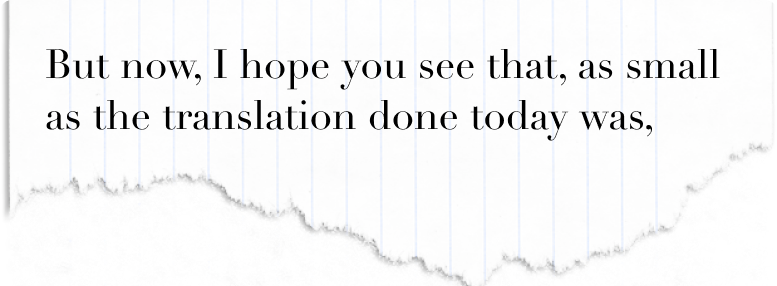 But now, I hope you see that, as small
as the translation done today was,